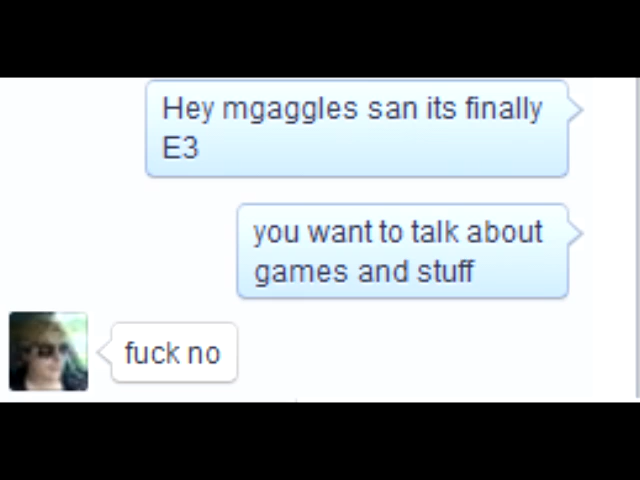 Hey mgaggles san its finally
E3
you want to talk about
games and stuff
fuck no